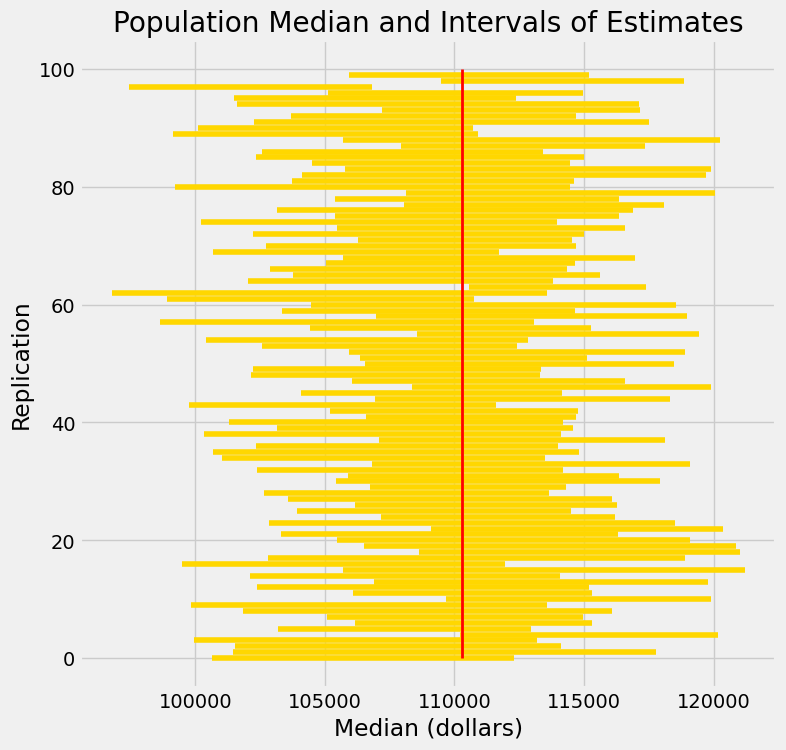 Population Median and Intervals of Estimates
100
80
60
40
20
0
Replication
100000 105000 110000 115000 120000
Median (dollars)